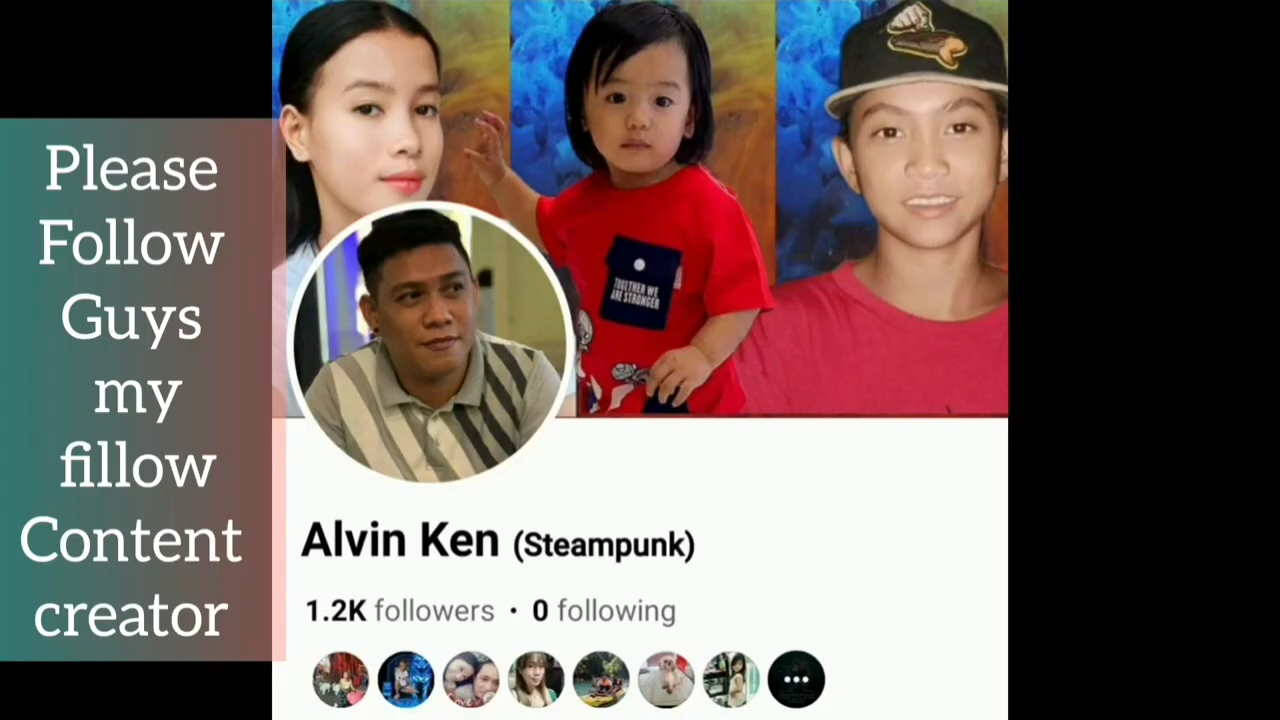 Please
Follow
Guys
my
fillow
Content
creator
TOGETHER WE
ARE STRONGER
Alvin Ken (Steampunk)
1.2K followers · 0 following